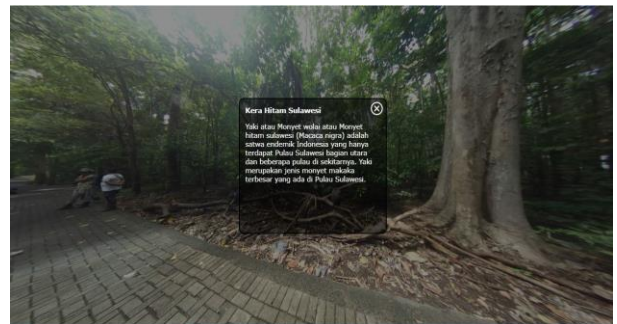 Kera Hitam Sulawesi
Yaki atau Monyet wolai atau Monyet
hitam sulawesi (Macaca nigra) adalah
satwa endemik Indonesia yang hanya
terdapat Pulau Sulawesi bagian utara
dan beberapa pulau di sekitarnya. Yaki
merupakan jenis monyet makaka
terbesar yang ada di Pulau Sulawesi.